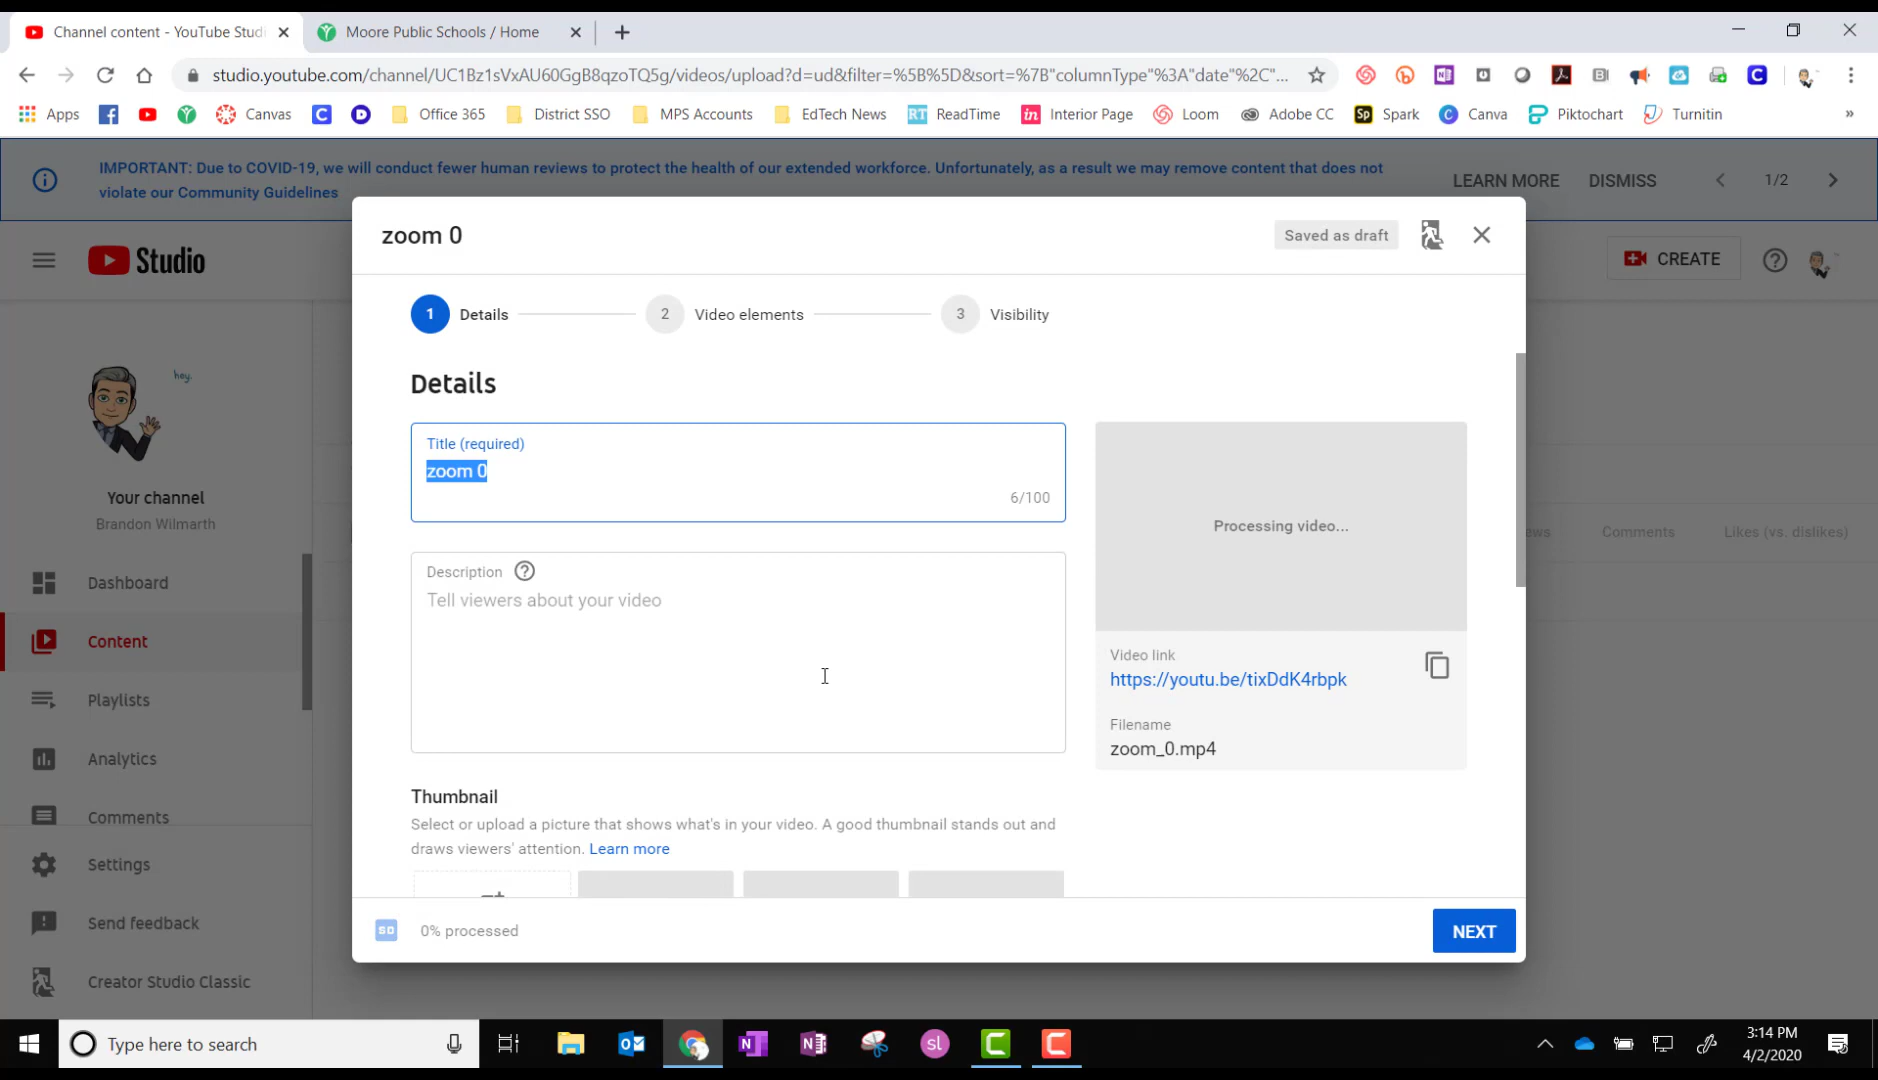 Channel content - YouTube Stud
Moore Public Schools / Home
studio.youtube.com/channel/UC1Bz1sVxAU60GgB8qzoTQ5g/videos/upload?d=ud&filter=%5B%5D&sort=%7B"columnType"%3A"date"%2C"...
Apps
Canvas
Office 365
District SSO
MPS Accounts
EdTech News
RT ReadTime
in Interior Page
Loom
Adobe CC
Sp Spark
Canva
Piktochart
Turnitin
»
IMPORTANT: Due to COVID-19, we will conduct fewer human reviews to protect the health of our extended workforce. Unfortunately, as a result we may remove content that does not
violate our Community Guidelines
LEARN MORE
DISMISS
1/2
Studio
CREATE
zoom 0
Saved as draft
1 Details
2 Video elements
3 Visibility
Details
Title (required)
zoom 0
6/100
Description
Tell viewers about your video
Processing video...
Video link
https://youtu.be/tixDdK4rbpk
Filename
zoom_0.mp4
Thumbnail
Select or upload a picture that shows what's in your video. A good thumbnail stands out and
draws viewers' attention. Learn more
SD 0% processed
NEXT
hey.
Your channel
Brandon Wilmarth
Dashboard
Content
Playlists
Analytics
Comments
Settings
Send feedback
Creator Studio Classic
ews
Comments
Likes (vs. dislikes)
Type here to search
sl
3:14 PM
4/2/2020